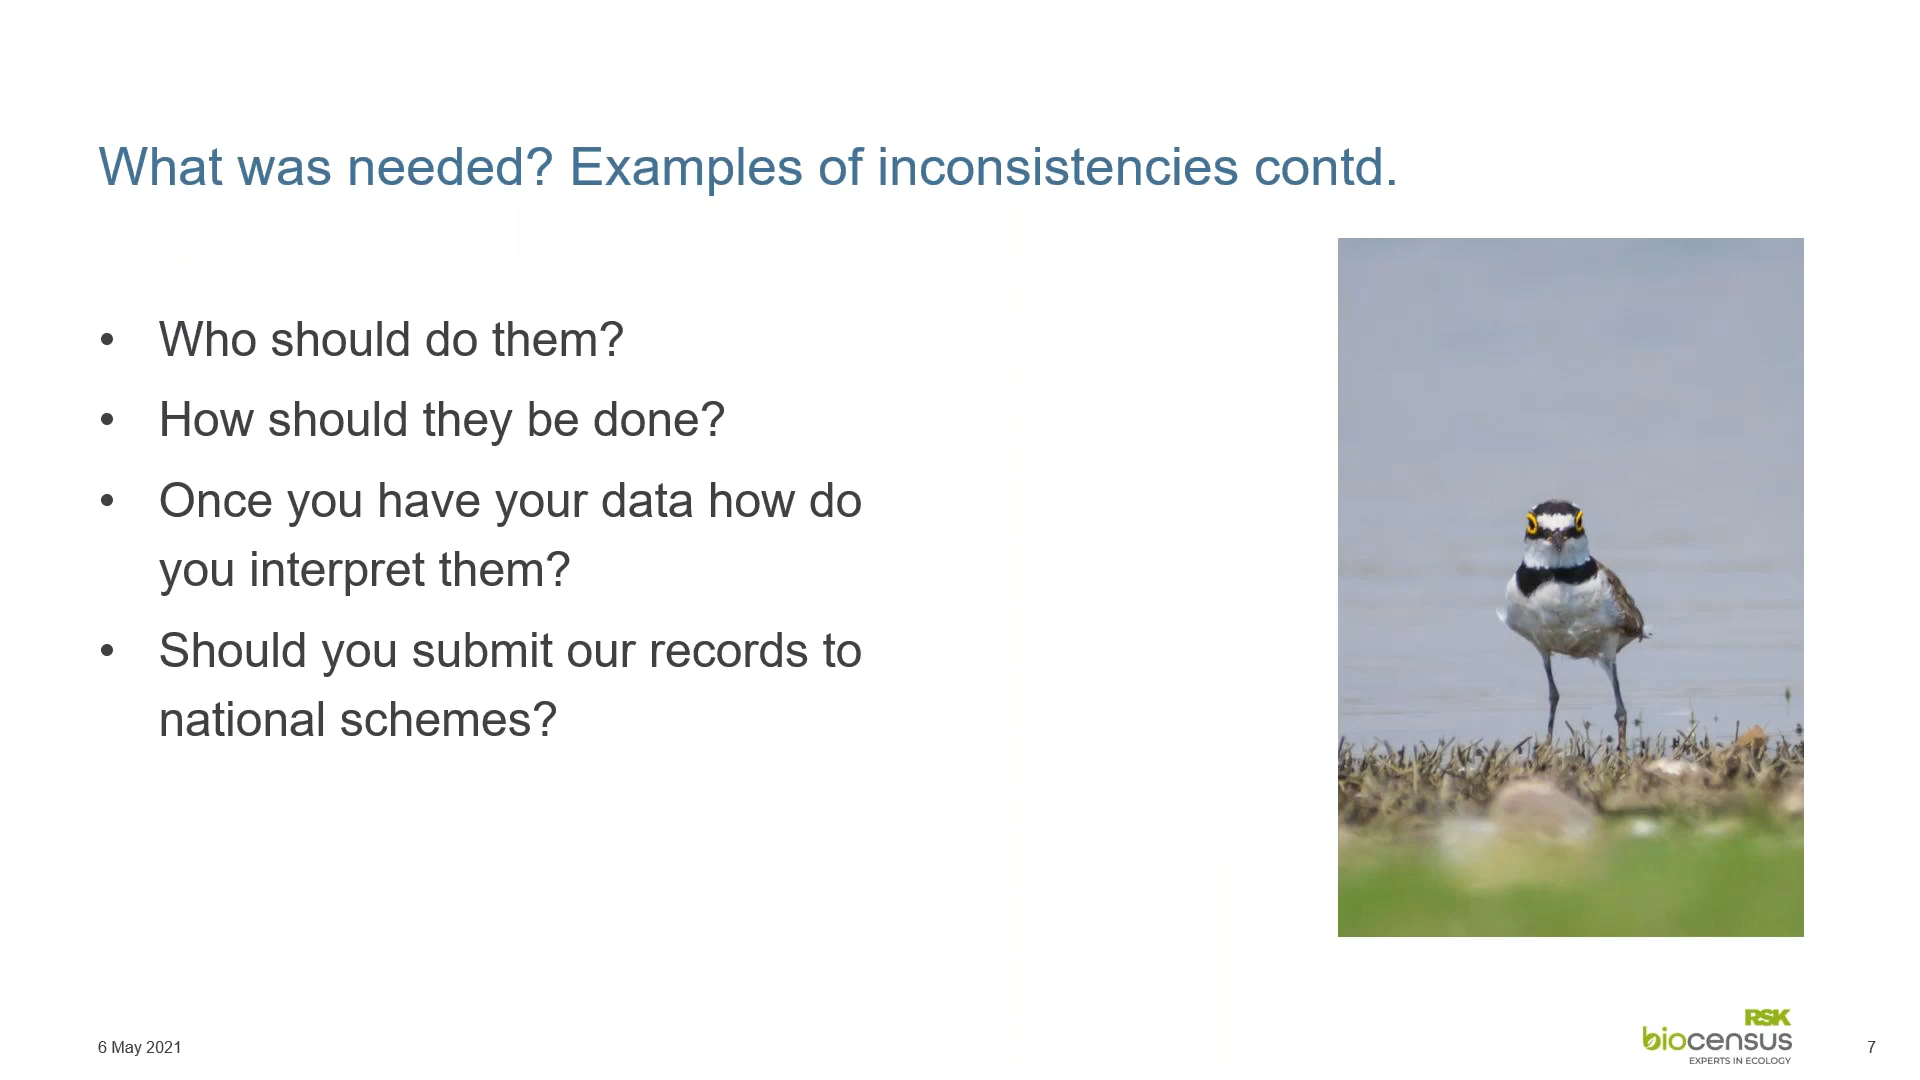 What was needed? Examples of inconsistencies contd.
• Who should do them?
• How should they be done?
• Once you have your data how do
you interpret them?
• Should you submit our records to
national schemes?
6 May 2021
RSK
biocensus
EXPERTS IN ECOLOGY
7